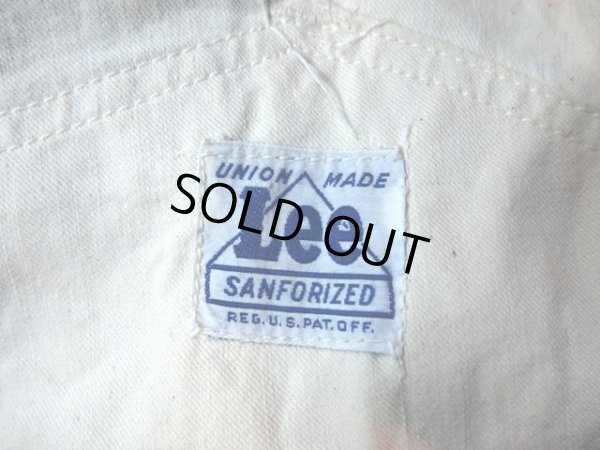 UNION MADE
Lee
SOLD OUT
SANFORIZED
REG. U.S. PAT. OFF.